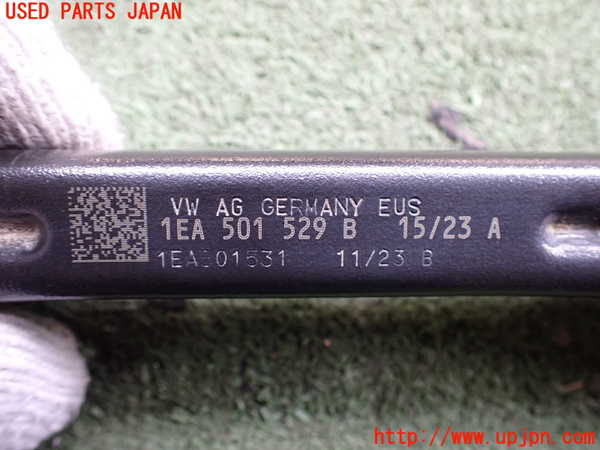 USED PARTS JAPAN
VW AG GERMANY EUS
1EA 501 529 B 15/23 A
11/23 B
http://www.upjpn.com/